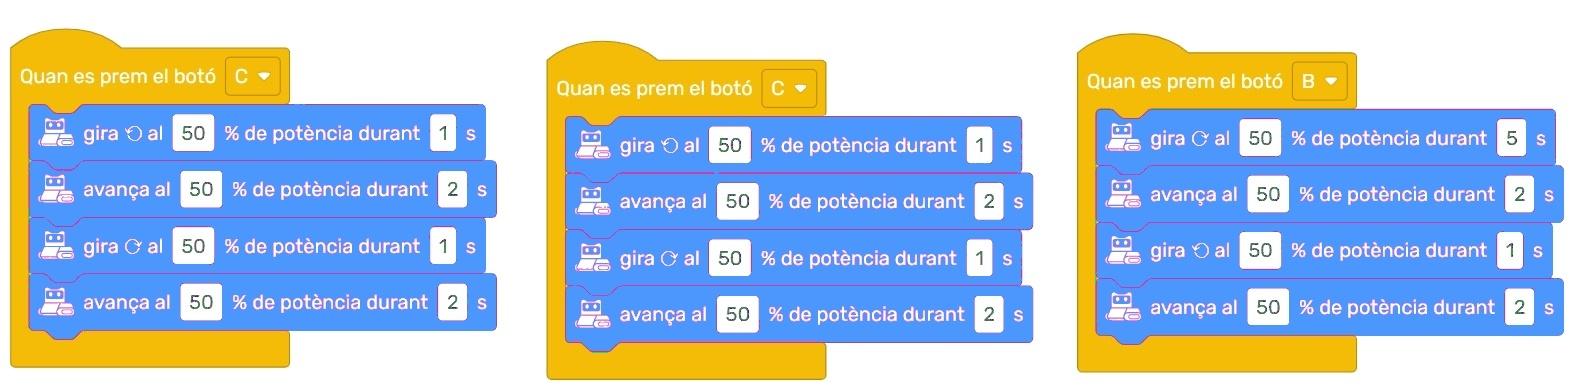 Quan es prem el botó C
gira al 50 % de potència durant 1 s
avança al 50 % de potència durant 2 s
gira al 50 % de potència durant 1 s
avança al 50 % de potència durant 2 s
Quan es prem el botó C
gira al 50 % de potència durant 1 s
avança al 50 % de potència durant 2 s
gira al 50 % de potència durant 1 s
avança al 50 % de potència durant 2 s
Quan es prem el botó B
gira al 50 % de potència durant 5 s
avança al 50 % de potència durant 2 s
gira al 50 % de potència durant 1 s
avança al 50 % de potència durant 2 s